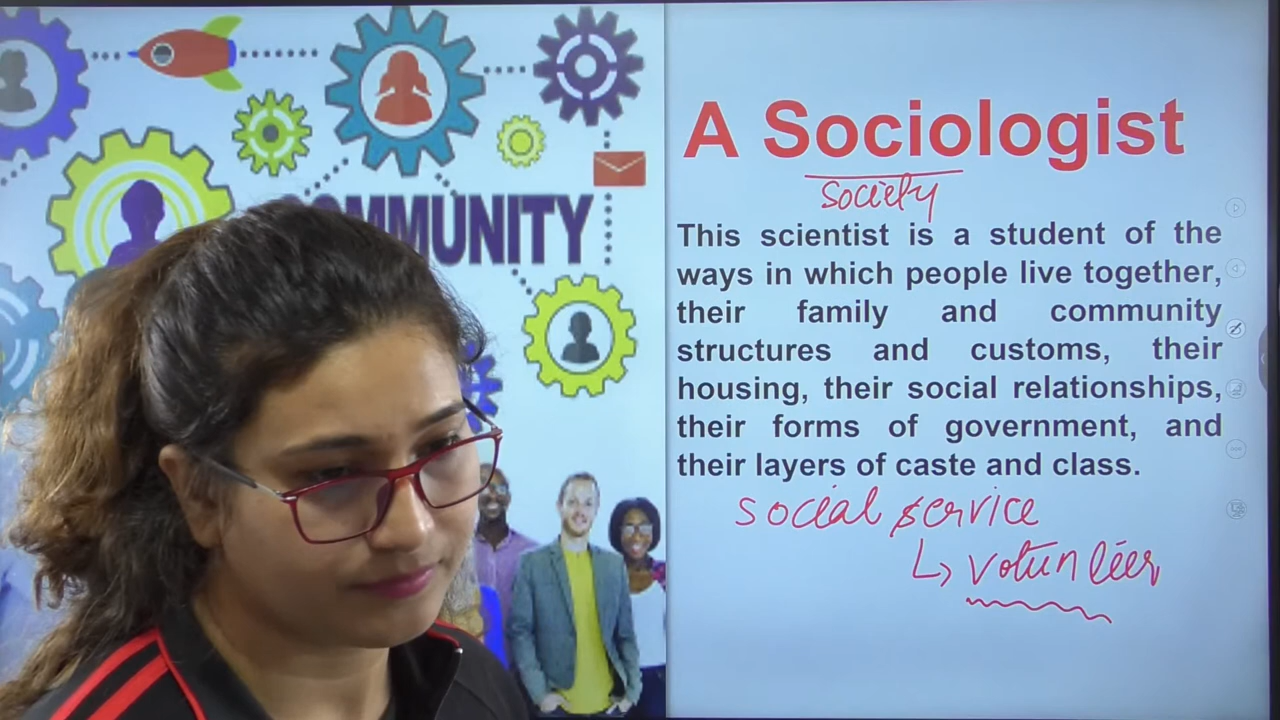 COMMUNITY
A Sociologist
society
This scientist is a student of the
ways in which people live together,
their family and community
structures and customs, their
housing, their social relationships,
their forms of government, and
their layers of caste and class.
social service
↳ volunteer